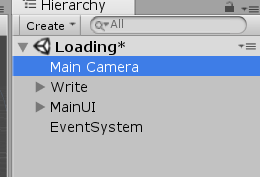 Hierarchy
Create All
Loading*
Main Camera
Write
MainUI
EventSystem